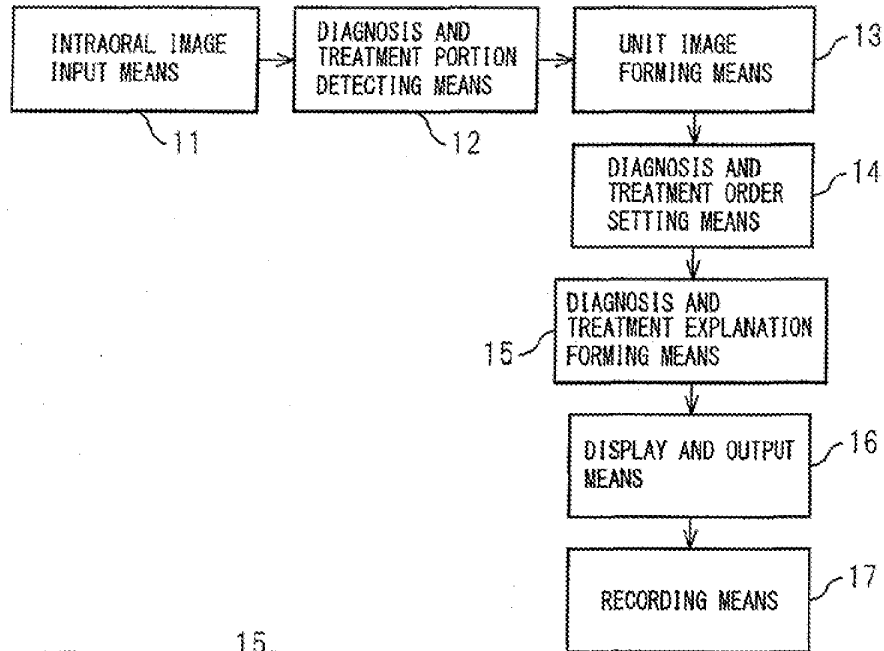 INTRAORAL IMAGE
INPUT MEANS
11
DIAGNOSIS AND
TREATMENT PORTION
DETECTING MEANS
12
UNIT IMAGE
FORMING MEANS
13
DIAGNOSIS AND
TREATMENT ORDER
SETTING MEANS
14
DIAGNOSIS AND
TREATMENT EXPLANATION
FORMING MEANS
15
DISPLAY AND OUTPUT
MEANS
16
RECORDING MEANS
17
15